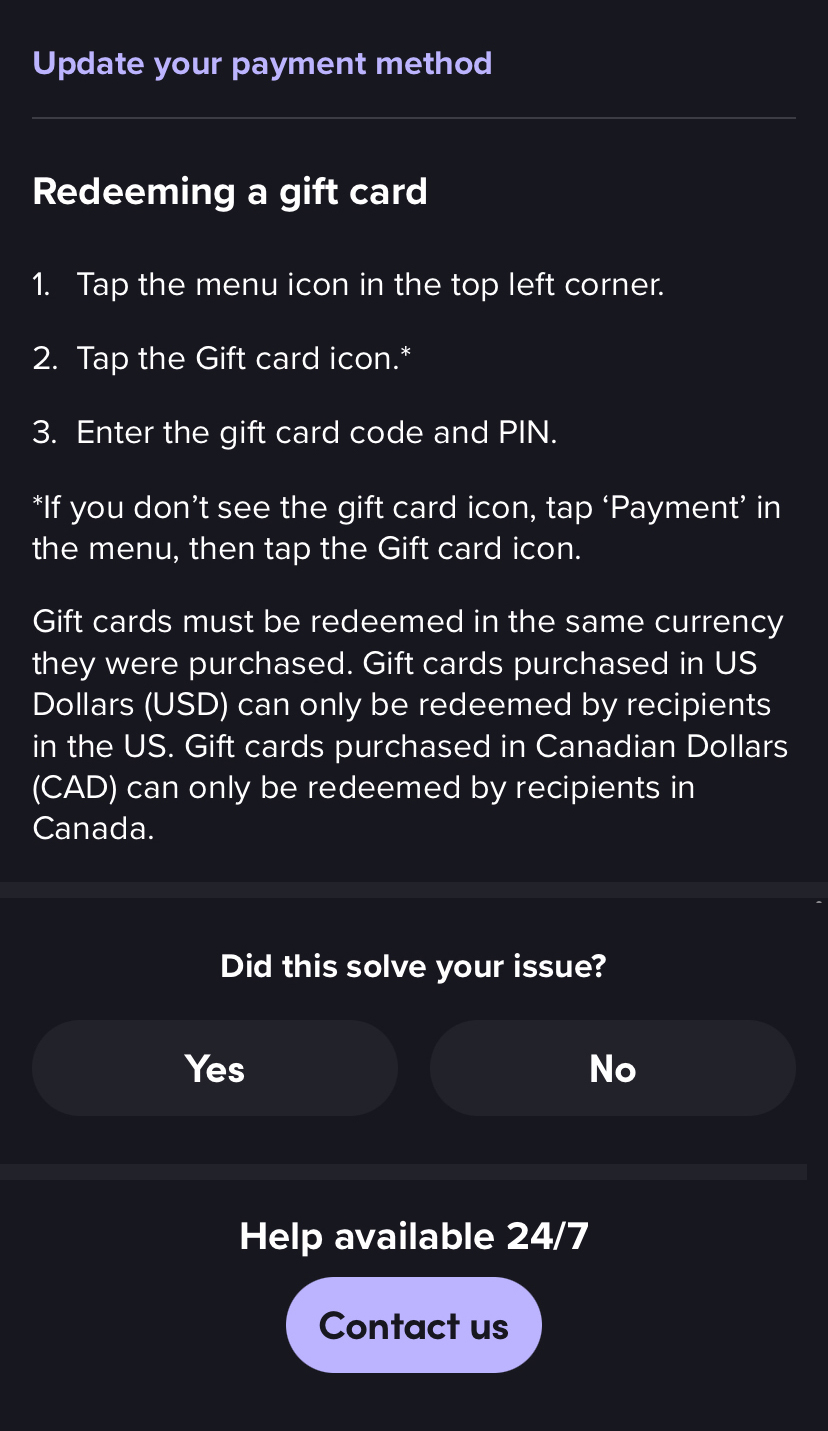 Update your payment method
Redeeming a gift card
1. Tap the menu icon in the top left corner.
2. Tap the Gift card icon.*
3. Enter the gift card code and PIN.
*If you don’t see the gift card icon, tap ‘Payment’ in
the menu, then tap the Gift card icon.
Gift cards must be redeemed in the same currency
they were purchased. Gift cards purchased in US
Dollars (USD) can only be redeemed by recipients
in the US. Gift cards purchased in Canadian Dollars
(CAD) can only be redeemed by recipients in
Canada.
Did this solve your issue?
Yes
No
Help available 24/7
Contact us